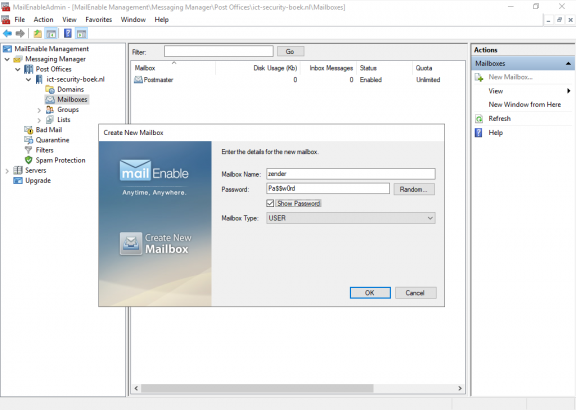 MailEnableAdmin - [MailEnable Management\Messaging Manager\Post Offices\ict-security-boek.nl\Mailboxes]
File Action View Favorites Window Help
MailEnable Management
Messaging Manager
Post Offices
ict-security-boek.nl
Domains
Mailboxes
Groups
Lists
Bad Mail
Quarantine
Filters
Spam Protection
Servers
Upgrade
Filter: Go
Mailbox Disk Usage (Kb) Inbox Messages Status Quota
Postmaster 0 0 Enabled Unlimited
Actions
Mailboxes
New Mailbox...
View
New Window from Here
Refresh
Help
Create New Mailbox
mail Enable
Anytime, Anywhere.
Create New
Mailbox
Enter the details for the new mailbox.
Mailbox Name: zender
Password: Pa$$w0rd Random...
Show Password
Mailbox Type: USER
OK Cancel